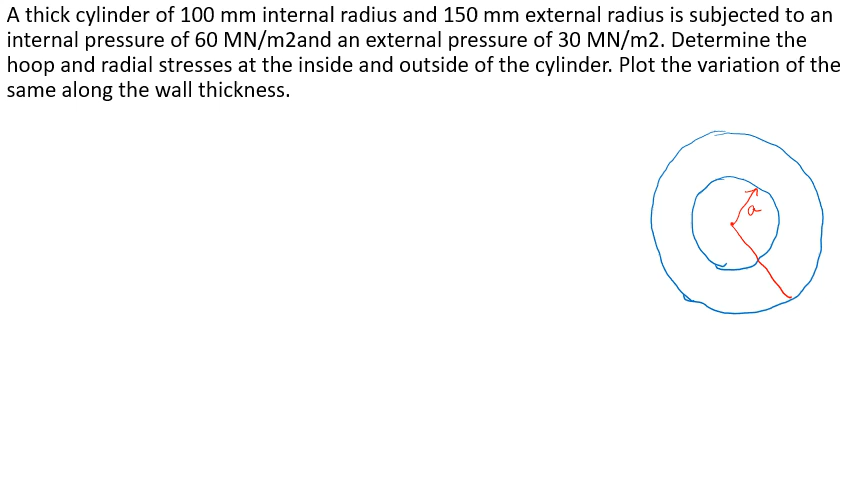 A thick cylinder of 100 mm internal radius and 150 mm external radius is subjected to an
internal pressure of 60 MN/m2and an external pressure of 30 MN/m2. Determine the
hoop and radial stresses at the inside and outside of the cylinder. Plot the variation of the
same along the wall thickness.
a